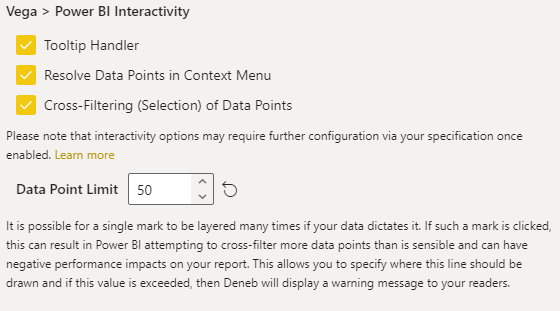 Vega > Power BI Interactivity
Tooltip Handler
Resolve Data Points in Context Menu
Cross-Filtering (Selection) of Data Points
Please note that interactivity options may require further configuration via your specification once
enabled. Learn more
Data Point Limit 50
It is possible for a single mark to be layered many times if your data dictates it. If such a mark is clicked,
this can result in Power BI attempting to cross-filter more data points than is sensible and can have
negative performance impacts on your report. This allows you to specify where this line should be
drawn and if this value is exceeded, then Deneb will display a warning message to your readers.